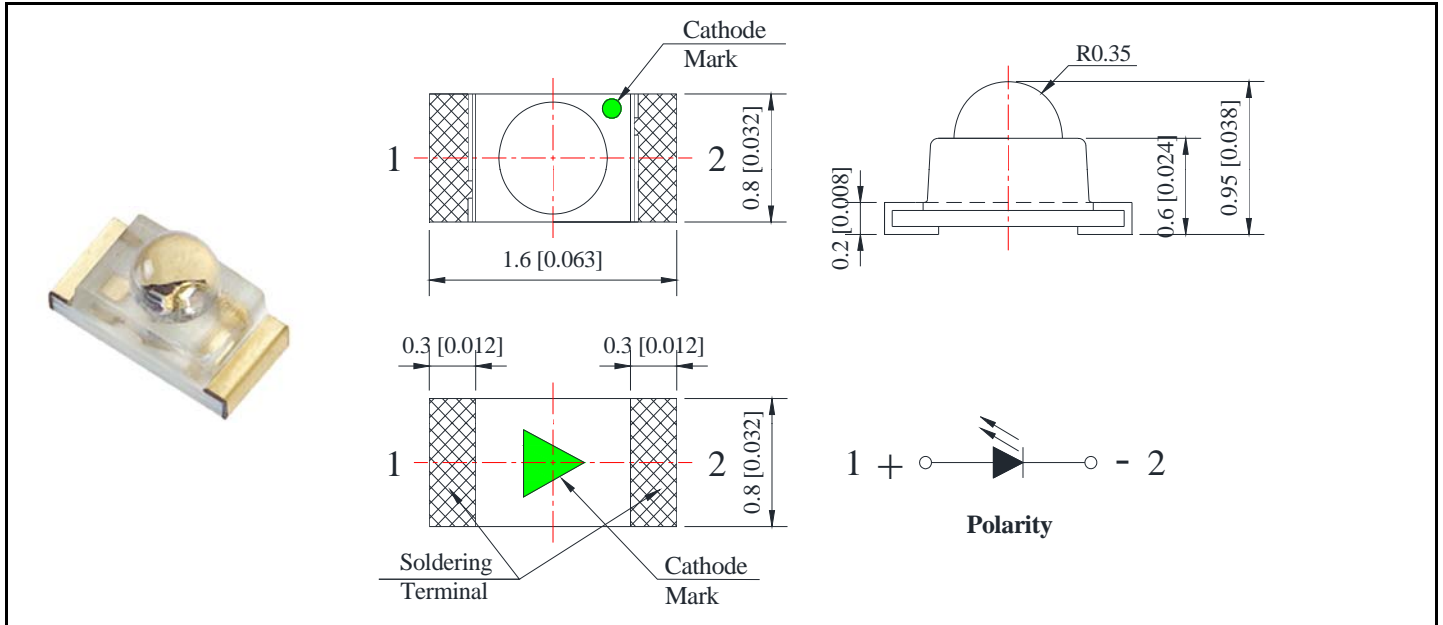 Cathode
Mark
1
2
0.8 [0.032]
1.6 [0.063]
R0.35
0.2 [0.008]
0.6 [0.024]
0.95 [0.038]
0.3 [0.012]
0.3 [0.012]
1
2
0.8 [0.032]
Soldering
Terminal
Cathode
Mark
1 + - 2
Polarity